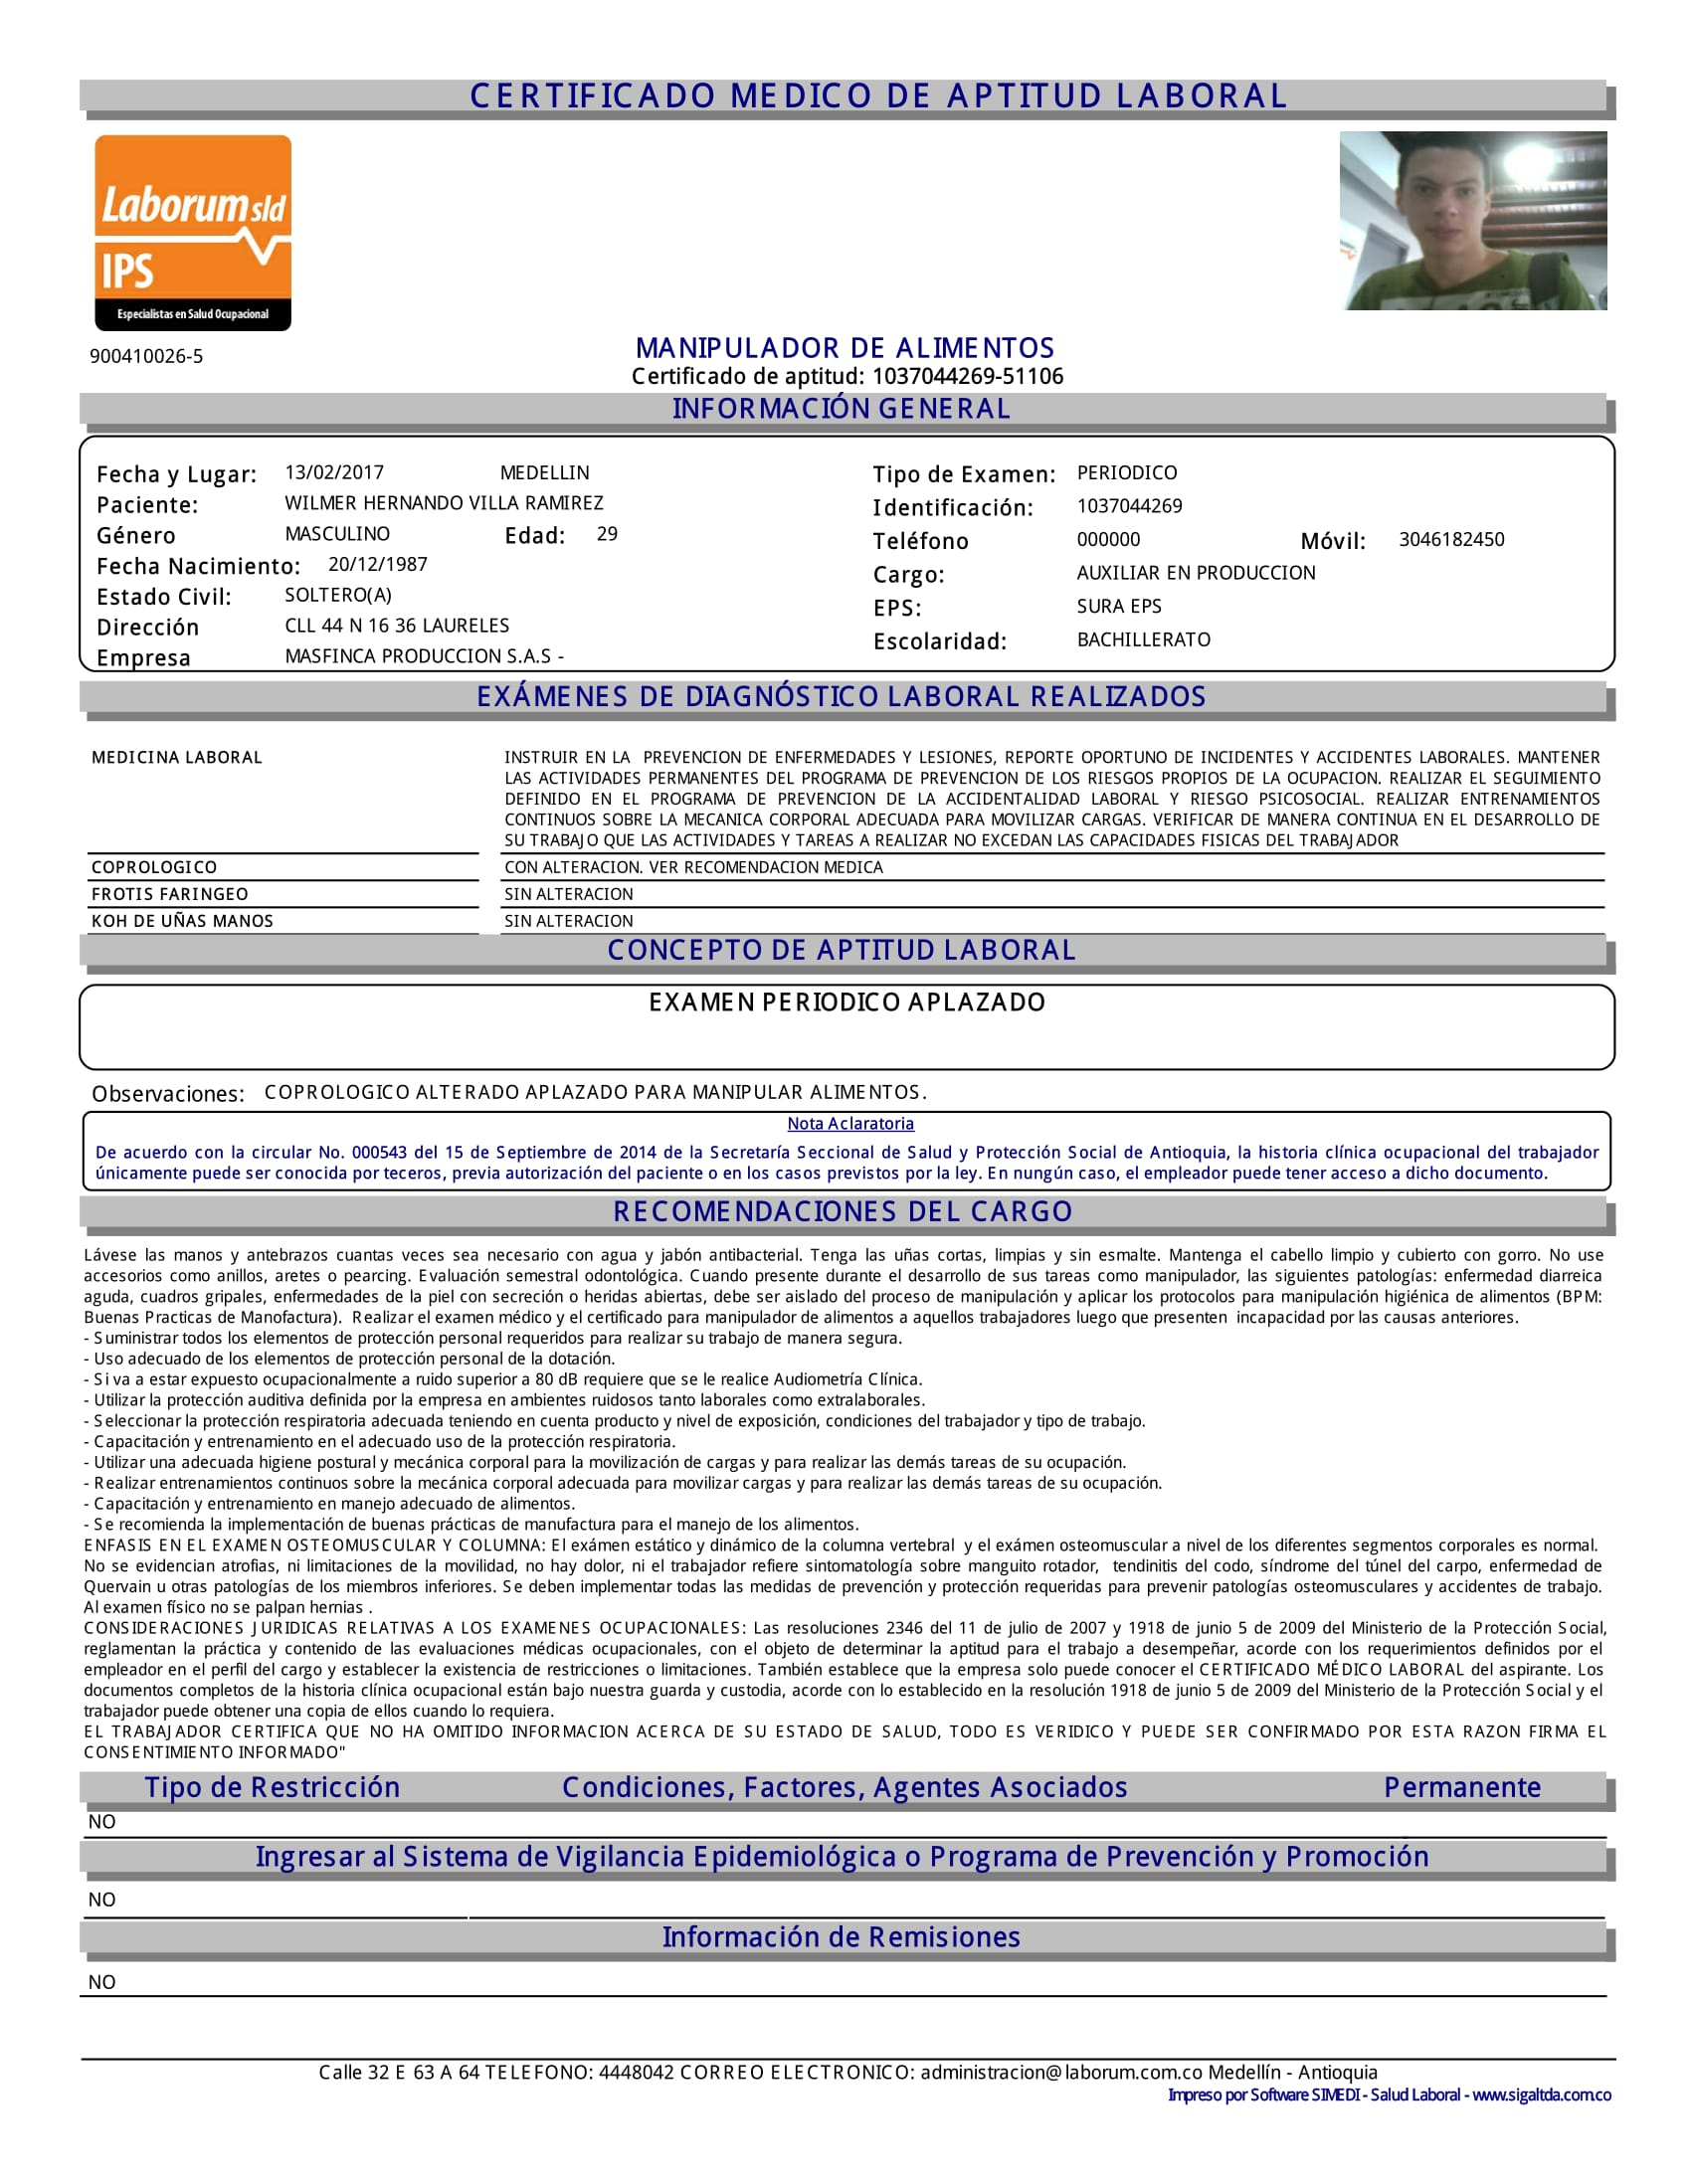 CERTIFICADO MEDICO DE APTITUD LABORAL
Laborum sld
IPS
Especialistas en Salud Ocupacional
900410026-5
MANIPULADOR DE ALIMENTOS
Certificado de aptitud: 1037044269-51106
INFORMACIÓN GENERAL
Fecha y Lugar: 13/02/2017 MEDELLIN Tipo de Examen: PERIODICO
Paciente: WILMER HERNANDO VILLA RAMIREZ Identificación: 1037044269
Género MASCULINO Edad: 29 Teléfono 000000 Móvil: 3046182450
Fecha Nacimiento: 20/12/1987 Cargo: AUXILIAR EN PRODUCCION
Estado Civil: SOLTERO(A) EPS: SURA EPS
Dirección CLL 44 N 16 36 LAURELES Escolaridad: BACHILLERATO
Empresa MASFINCA PRODUCCION S.A.S -
EXÁMENES DE DIAGNÓSTICO LABORAL REALIZADOS
MEDICINA LABORAL INSTRUIR EN LA PREVENCION DE ENFERMEDADES Y LESIONES, REPORTE OPORTUNO DE INCIDENTES Y ACCIDENTES LABORALES. MANTENER
LAS ACTIVIDADES PERMANENTES DEL PROGRAMA DE PREVENCION DE LOS RIESGOS PROPIOS DE LA OCUPACION. REALIZAR EL SEGUIMIENTO
DEFINIDO EN EL PROGRAMA DE PREVENCION DE LA ACCIDENTALIDAD LABORAL Y RIESGO PSICOSOCIAL. REALIZAR ENTRENAMIENTOS
CONTINUOS SOBRE LA MECANICA CORPORAL ADECUADA PARA MOVILIZAR CARGAS. VERIFICAR DE MANERA CONTINUA EN EL DESARROLLO DE
SU TRABAJO QUE LAS ACTIVIDADES Y TAREAS A REALIZAR NO EXCEDAN LAS CAPACIDADES FISICAS DEL TRABAJADOR
COPROLOGICO CON ALTERACION. VER RECOMENDACION MEDICA
FROTIS FARINGEO SIN ALTERACION
KOH DE UÑAS MANOS SIN ALTERACION
CONCEPTO DE APTITUD LABORAL
EXAMEN PERIODICO APLAZADO
Observaciones: COPROLOGICO ALTERADO APLAZADO PARA MANIPULAR ALIMENTOS.
Nota Aclaratoria
De acuerdo con la circular No. 000543 del 15 de Septiembre de 2014 de la Secretaría Seccional de Salud y Protección Social de Antioquia, la historia clínica ocupacional del trabajador
únicamente puede ser conocida por teceros, previa autorización del paciente o en los casos previstos por la ley. En nungún caso, el empleador puede tener acceso a dicho documento.
RECOMENDACIONES DEL CARGO
Lávese las manos y antebrazos cuantas veces sea necesario con agua y jabón antibacterial. Tenga las uñas cortas, limpias y sin esmalte. Mantenga el cabello limpio y cubierto con gorro. No use
accesorios como anillos, aretes o pearcing. Evaluación semestral odontológica. Cuando presente durante el desarrollo de sus tareas como manipulador, las siguientes patologías: enfermedad diarreica
aguda, cuadros gripales, enfermedades de la piel con secreción o heridas abiertas, debe ser aislado del proceso de manipulación y aplicar los protocolos para manipulación higiénica de alimentos (BPM:
Buenas Practicas de Manofactura). Realizar el examen médico y el certificado para manipulador de alimentos a aquellos trabajadores luego que presenten incapacidad por las causas anteriores.
- Suministrar todos los elementos de protección personal requeridos para realizar su trabajo de manera segura.
- Uso adecuado de los elementos de protección personal de la dotación.
- Si va a estar expuesto ocupacionalmente a ruido superior a 80 dB requiere que se le realice Audiometría Clínica.
- Utilizar la protección auditiva definida por la empresa en ambientes ruidosos tanto laborales como extralaborales.
- Seleccionar la protección respiratoria adecuada teniendo en cuenta producto y nivel de exposición, condiciones del trabajador y tipo de trabajo.
- Capacitación y entrenamiento en el adecuado uso de la protección respiratoria.
- Utilizar una adecuada higiene postural y mecánica corporal para la movilización de cargas y para realizar las demás tareas de su ocupación.
- Realizar entrenamientos continuos sobre la mecánica corporal adecuada para movilizar cargas y para realizar las demás tareas de su ocupación.
- Capacitación y entrenamiento en manejo adecuado de alimentos.
- Se recomienda la implementación de buenas prácticas de manufactura para el manejo de los alimentos.
ENFASIS EN EL EXAMEN OSTEOMUSCULAR Y COLUMNA: El exámen estático y dinámico de la columna vertebral y el exámen osteomuscular a nivel de los diferentes segmentos corporales es normal.
No se evidencian atrofias, ni limitaciones de la movilidad, no hay dolor, ni el trabajador refiere sintomatología sobre manguito rotador, tendinitis del codo, síndrome del túnel del carpo, enfermedad de
Quervain u otras patologías de los miembros inferiores. Se deben implementar todas las medidas de prevención y protección requeridas para prevenir patologías osteomusculares y accidentes de trabajo.
Al examen físico no se palpan hernias .
CONSIDERACIONES JURIDICAS RELATIVAS A LOS EXAMENES OCUPACIONALES: Las resoluciones 2346 del 11 de julio de 2007 y 1918 de junio 5 de 2009 del Ministerio de la Protección Social,
reglamentan la práctica y contenido de las evaluaciones médicas ocupacionales, con el objeto de determinar la aptitud para el trabajo a desempeñar, acorde con los requerimientos definidos por el
empleador en el perfil del cargo y establecer la existencia de restricciones o limitaciones. También establece que la empresa solo puede conocer el CERTIFICADO MÉDICO LABORAL del aspirante. Los
documentos completos de la historia clínica ocupacional están bajo nuestra guarda y custodia, acorde con lo establecido en la resolución 1918 de junio 5 de 2009 del Ministerio de la Protección Social y el
trabajador puede obtener una copia de ellos cuando lo requiera.
EL TRABAJADOR CERTIFICA QUE NO HA OMITIDO INFORMACION ACERCA DE SU ESTADO DE SALUD, TODO ES VERIDICO Y PUEDE SER CONFIRMADO POR ESTA RAZON FIRMA EL
CONSENTIMIENTO INFORMADO"
Tipo de Restricción Condiciones, Factores, Agentes Asociados Permanente
NO
Ingresar al Sistema de Vigilancia Epidemiológica o Programa de Prevención y Promoción
NO
Información de Remisiones
NO
Calle 32 E 63 A 64 TELEFONO: 4448042 CORREO ELECTRONICO: administracion@laborum.com.co Medellín - Antioquia
Impreso por Software SIMEDI - Salud Laboral - www.sigaltda.com.co